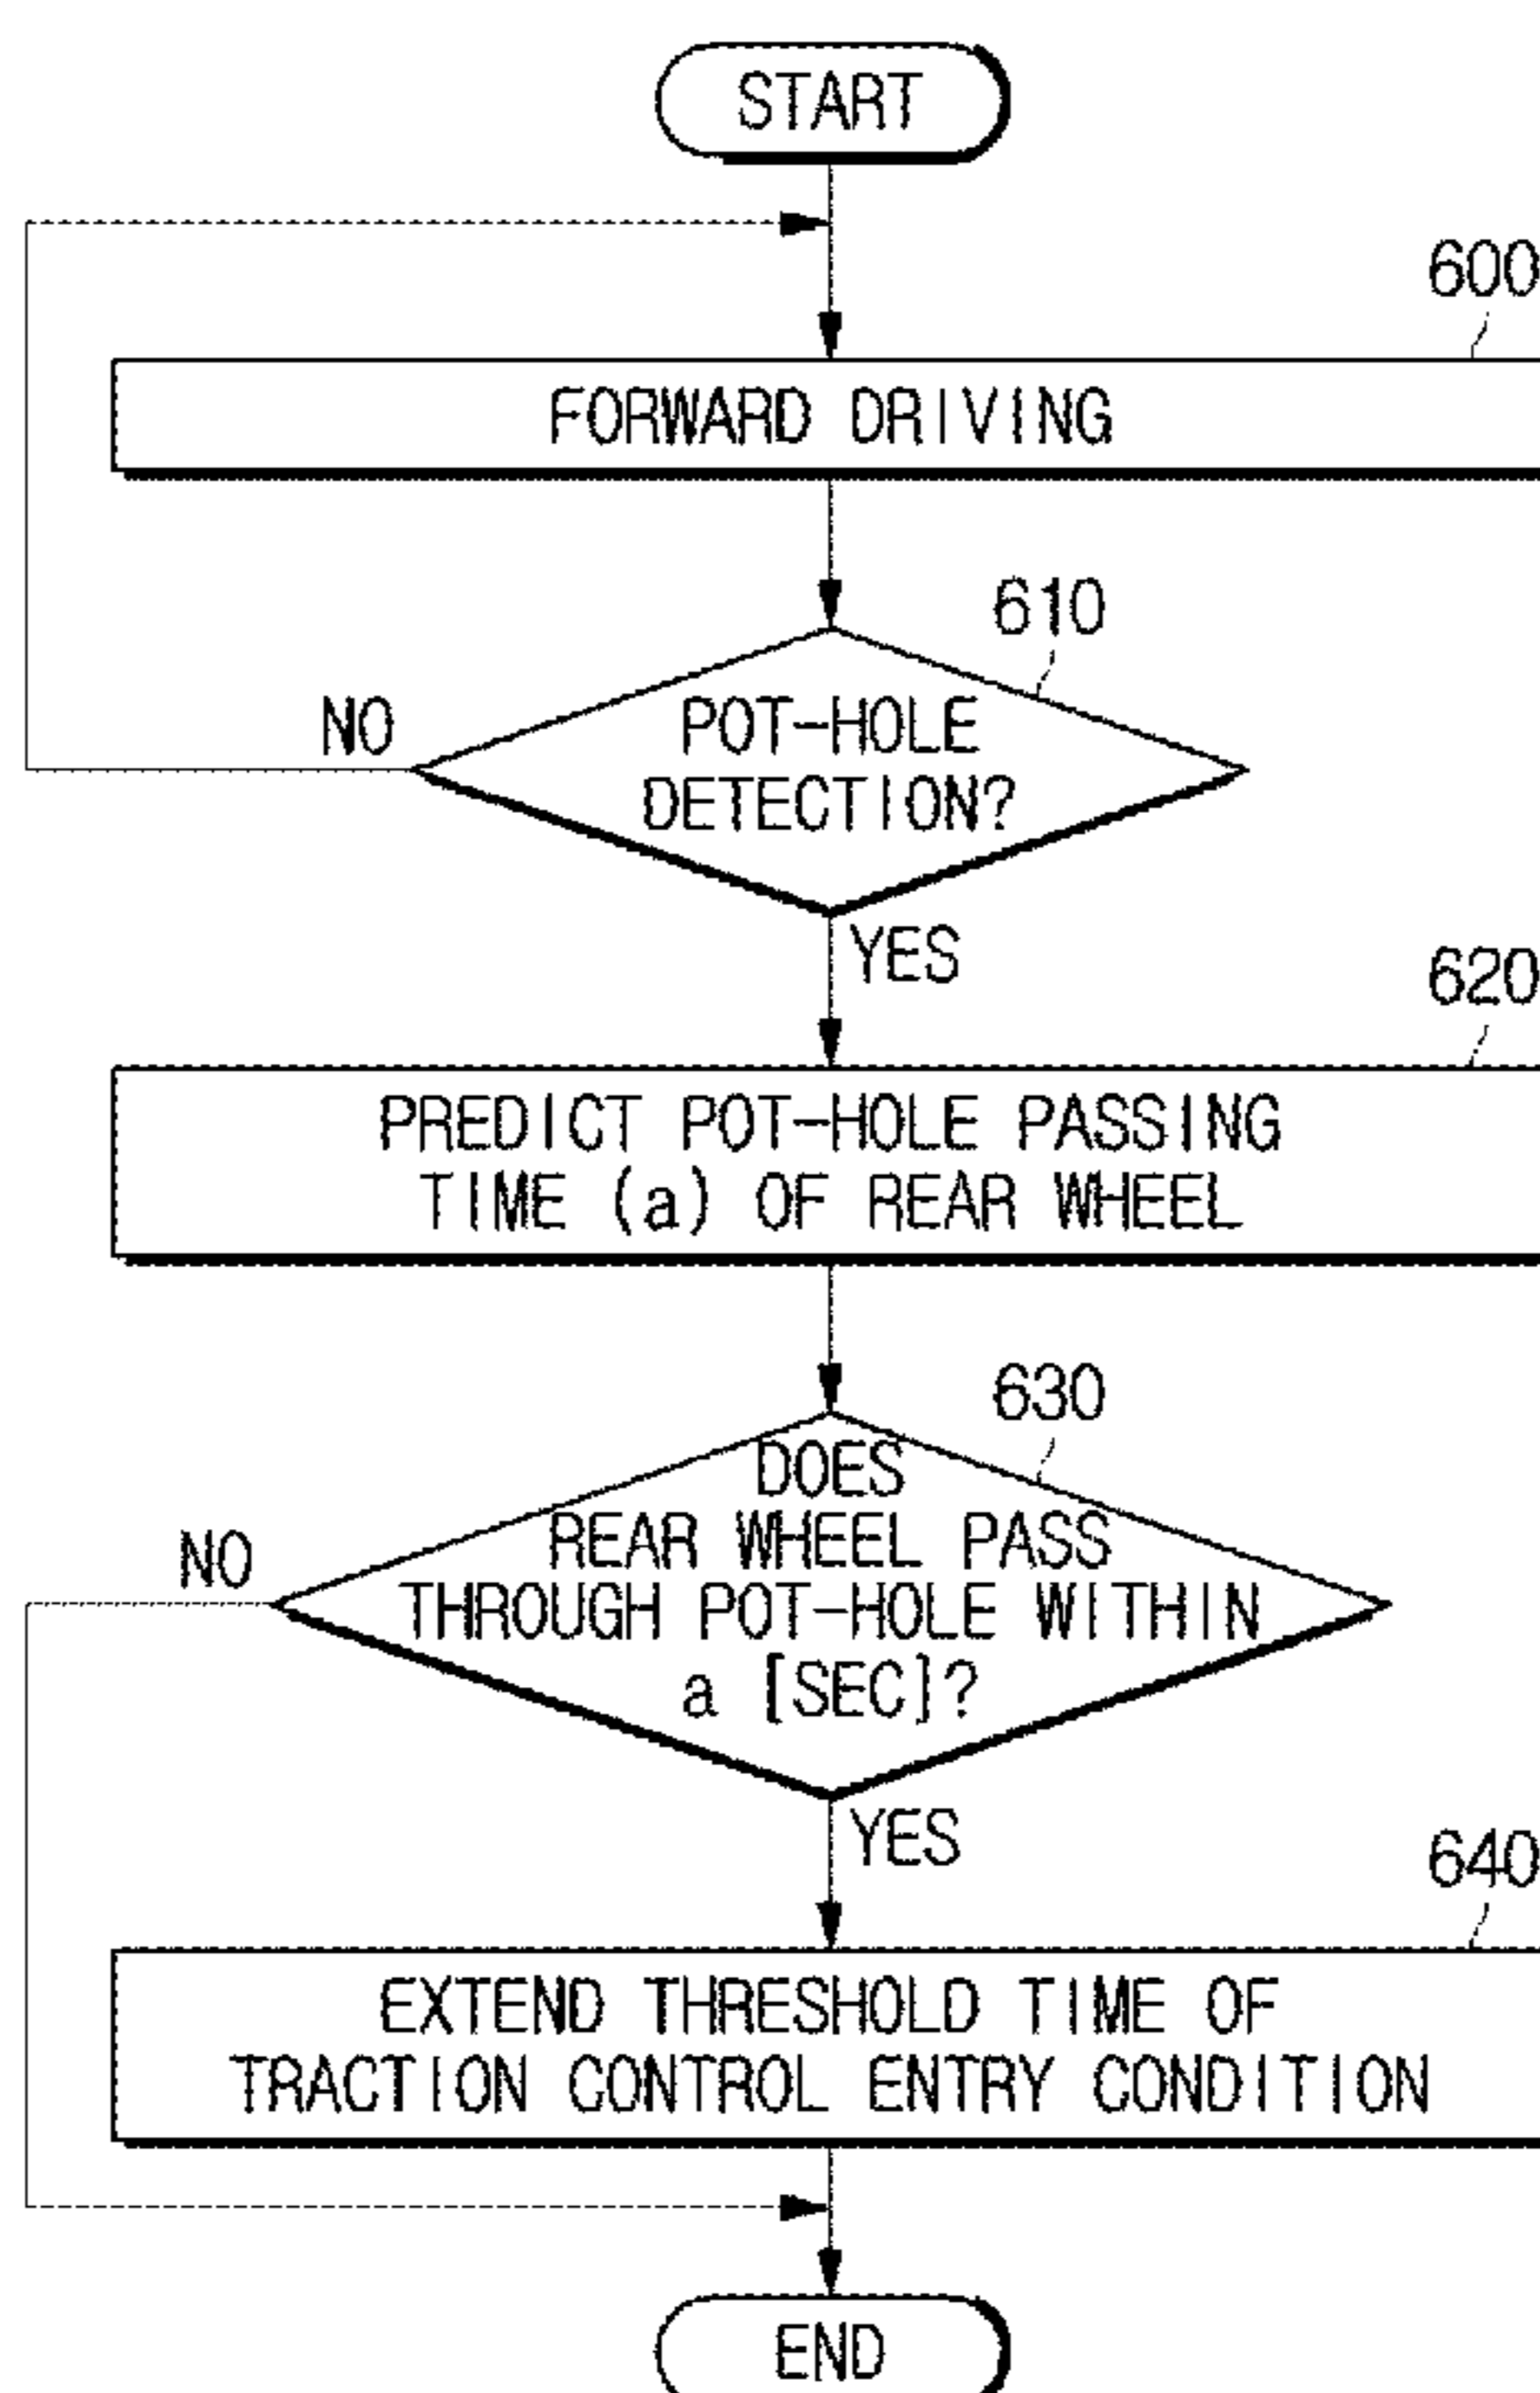 START
600
FORWARD DRIVING
610
NO
POT-HOLE
DETECTION?
YES
620
PREDICT POT-HOLE PASSING
TIME (a) OF REAR WHEEL
630
DOES
REAR WHEEL PASS
NO
THROUGH POT-HOLE WITHIN
a [SEC]?
YES
640
EXTEND THRESHOLD TIME OF
TRACTION CONTROL ENTRY CONDITION
END